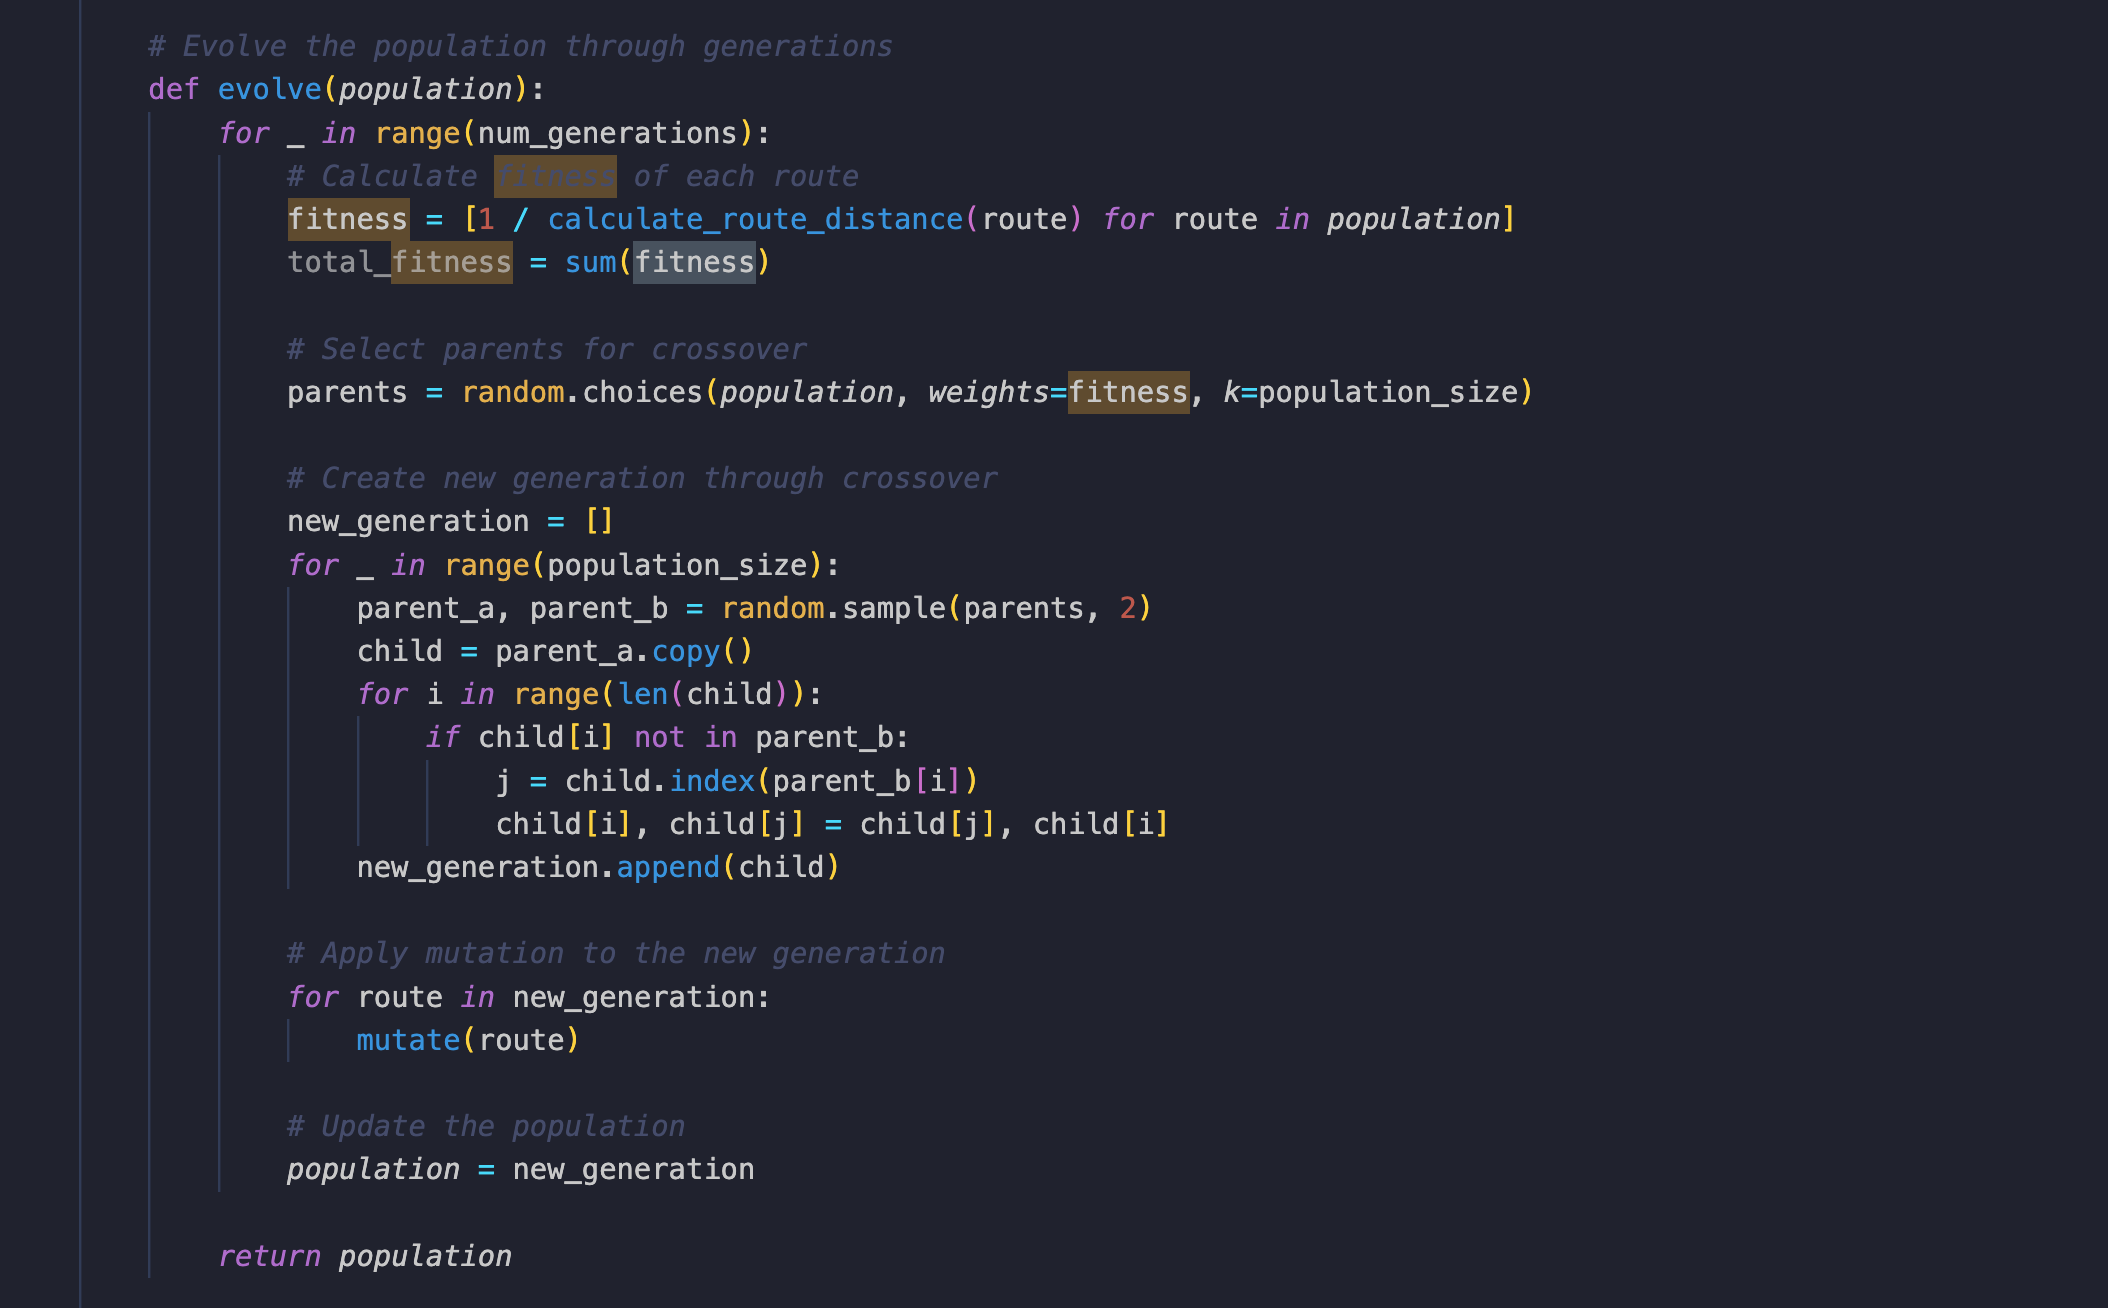 # Evolve the population through generations
def evolve(population):
for _ in range(num_generations):
# Calculate fitness of each route
fitness = [1 / calculate_route_distance(route) for route in population]
total_fitness = sum(fitness)
# Select parents for crossover
parents = random.choices(population, weights=fitness, k=population_size)
# Create new generation through crossover
new_generation = []
for _ in range(population_size):
parent_a, parent_b = random.sample(parents, 2)
child = parent_a.copy()
for i in range(len(child)):
if child[i] not in parent_b:
j = child.index(parent_b[i])
child[i], child[j] = child[j], child[i]
new_generation.append(child)
# Apply mutation to the new generation
for route in new_generation:
mutate(route)
# Update the population
population = new_generation
return population